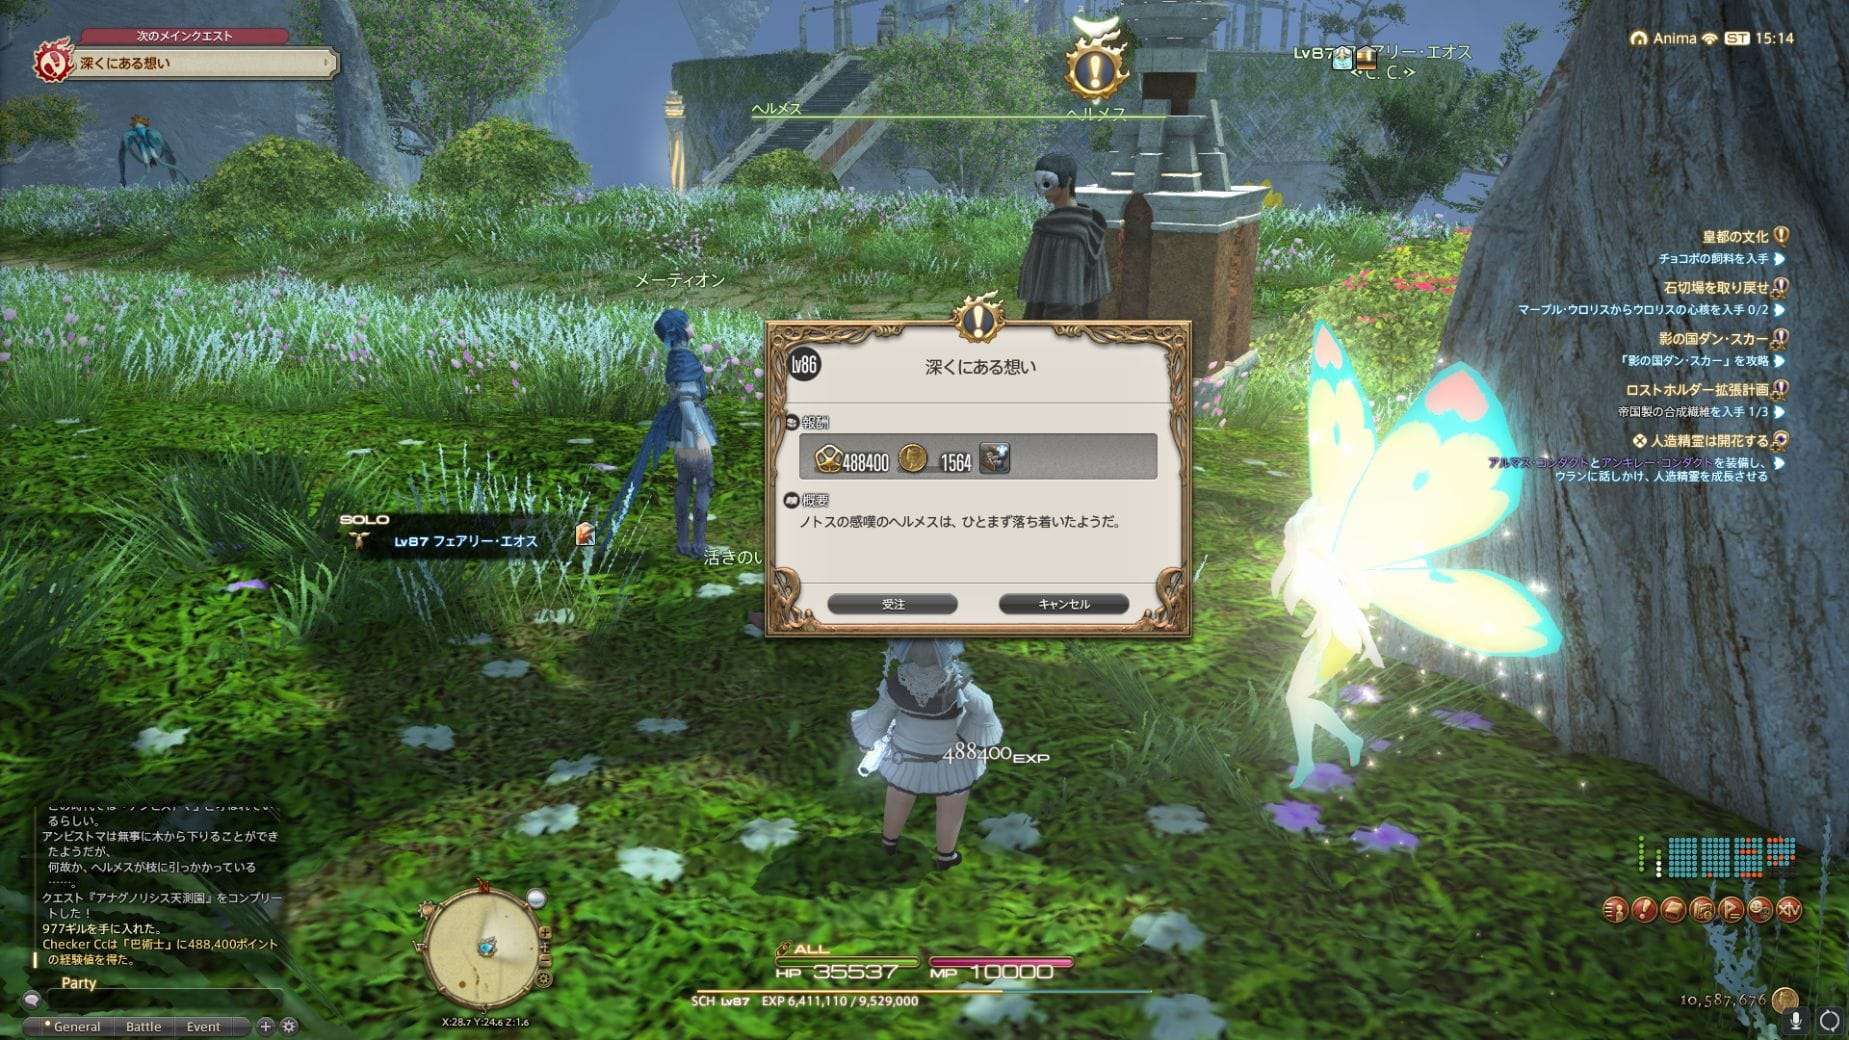 次のメインクエスト
深くにある想い
Anima ST 15:14
Lv87
アリー・エオス
C. C.
ヘルメス
ヘルメス
メーティオン
皇都の文化
チョコボの飼料を入手
石切場を取り戻せ
マーブル・ウロリスからウロリスの心核を入手 0/2
影の国ダン・スカー
「影の国ダン・スカー」を攻略
ロストホルダー拡張計画
帝国製の合成繊維を入手 1/3
人造精霊は開花する
アルマス・コンダクトとアンキレー・コンダクトを装備し、
ウランに話しかけ、人造精霊を成長させる
Lv86
深くにある想い
報酬
488400 1564
概要
ノトスの感嘆のヘルメスは、ひとまず落ち着いたようだ。
受注 キャンセル
SOLO
Lv87 フェアリー・エオス
活きのい
488400EXP
るらしい。
アンビストマは無事に木から下りることができ
たようだが、
何故か、ヘルメスが枝に引っかかっている
……。
クエスト『アナグノリシス天測園』をコンプリー
トした！
977ギルを手に入れた。
Checker Ccは「巴術士」に488,400ポイント
の経験値を得た。
Party
General Battle Event
X:28.7 Y:24.6 Z:1.6
ALL
HP 35537 MP 10000
SCH Lv87 EXP 6,411,110 / 9,529,000
XIV
10,587,676